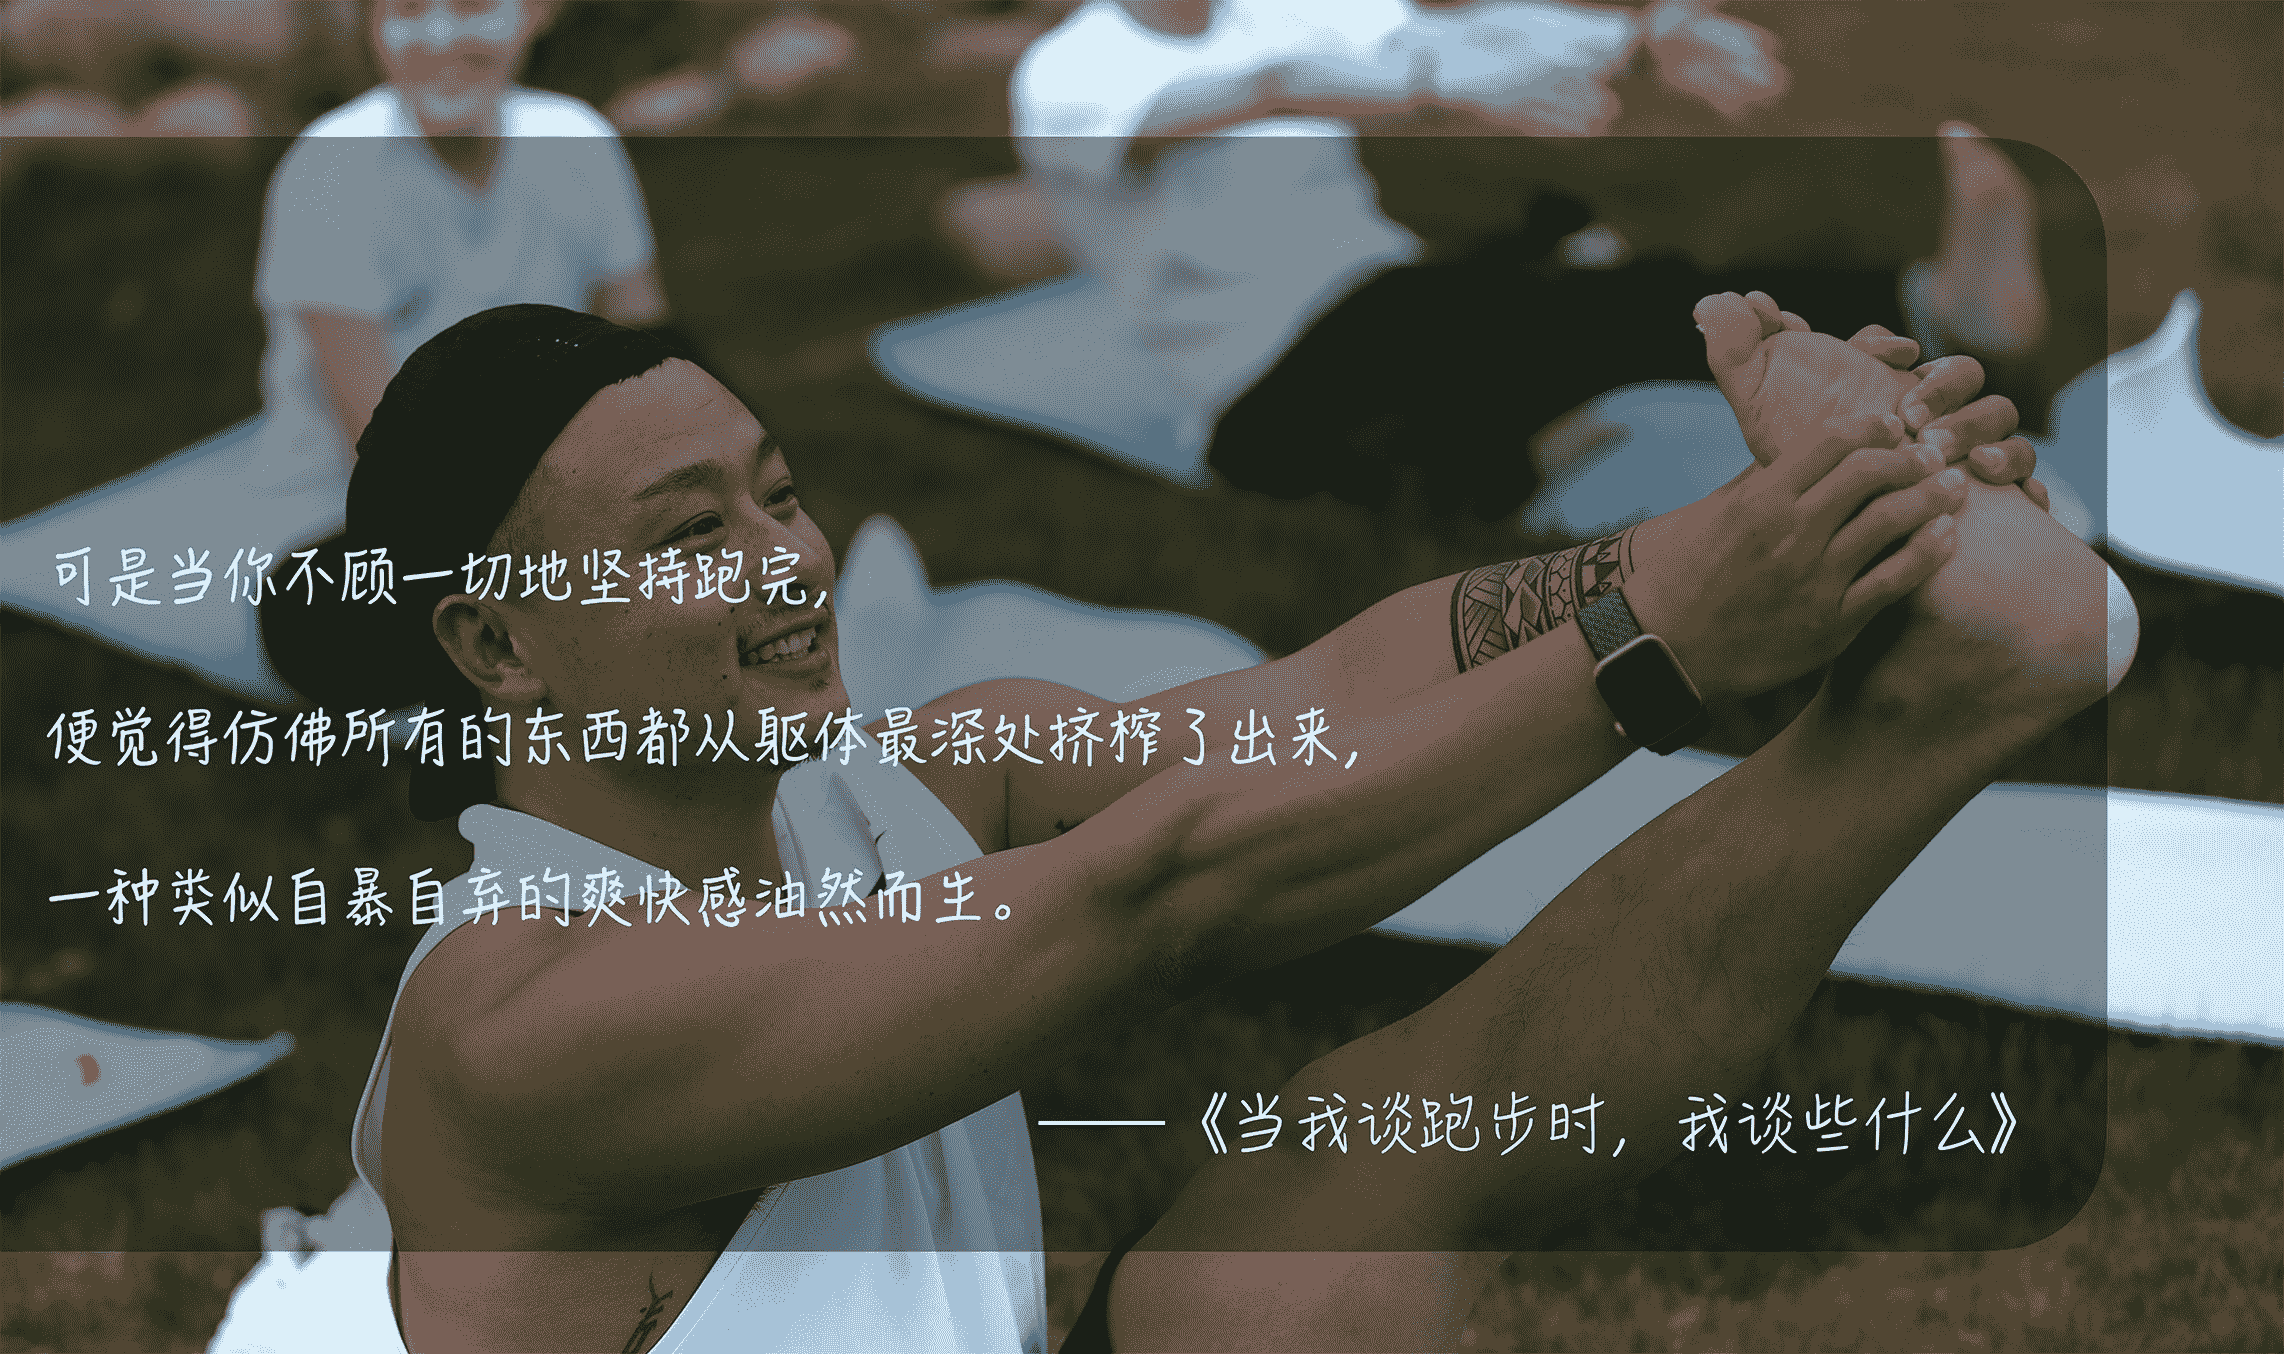 可是当你不顾一切地坚持跑完,
便觉得仿佛所有的东西都从躯体最深处挤榨了出来,
一种类似自暴自弃的爽快感油然而生。
——《当我谈跑步时, 我谈些什么》